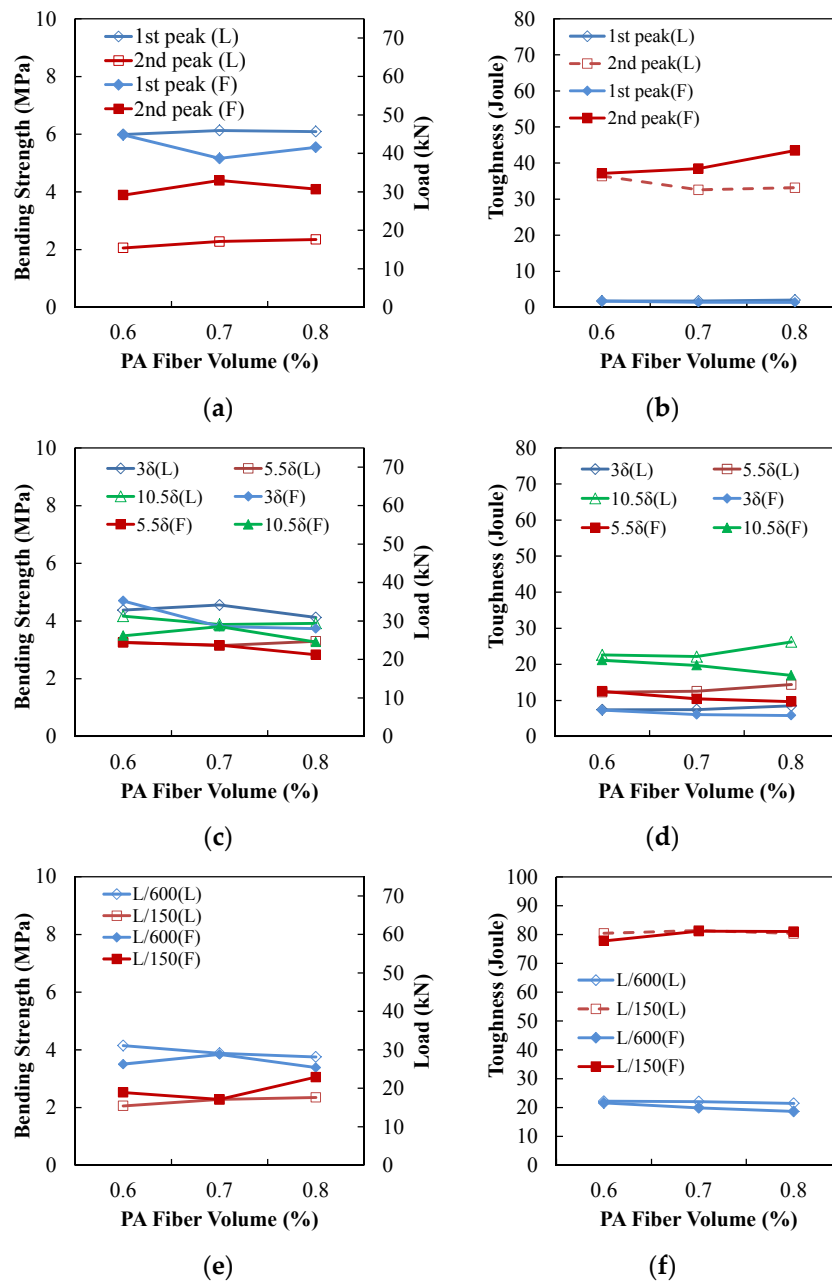 10
8
6
4
2
0
Bending Strength (MPa)
1st peak (L)
2nd peak (L)
1st peak (F)
2nd peak (F)
70
60
50
40
30
20
10
0
Load (kN)
0.6 0.7 0.8
PA Fiber Volume (%)
(a)
80
70
60
50
40
30
20
10
0
Toughness (Joule)
1st peak(L)
2nd peak(L)
1st peak(F)
2nd peak(F)
0.6 0.7 0.8
PA Fiber Volume (%)
(b)
10
8
6
4
2
0
Bending Strength (MPa)
3δ(L) 5.5δ(L)
10.5δ(L) 3δ(F)
5.5δ(F) 10.5δ(F)
70
60
50
40
30
20
10
0
Load (kN)
0.6 0.7 0.8
PA Fiber Volume (%)
(c)
80
70
60
50
40
30
20
10
0
Toughness (Joule)
3δ(L) 5.5δ(L)
10.5δ(L) 3δ(F)
5.5δ(F) 10.5δ(F)
0.6 0.7 0.8
PA Fiber Volume (%)
(d)
10
8
6
4
2
0
Bending Strength (MPa)
L/600(L)
L/150(L)
L/600(F)
L/150(F)
70
60
50
40
30
20
10
0
Load (kN)
0.6 0.7 0.8
PA Fiber Volume (%)
(e)
100
90
80
70
60
50
40
30
20
10
0
Toughness (Joule)
L/600(L)
L/150(L)
L/600(F)
L/150(F)
0.6 0.7 0.8
PA Fiber Volume (%)
(f)